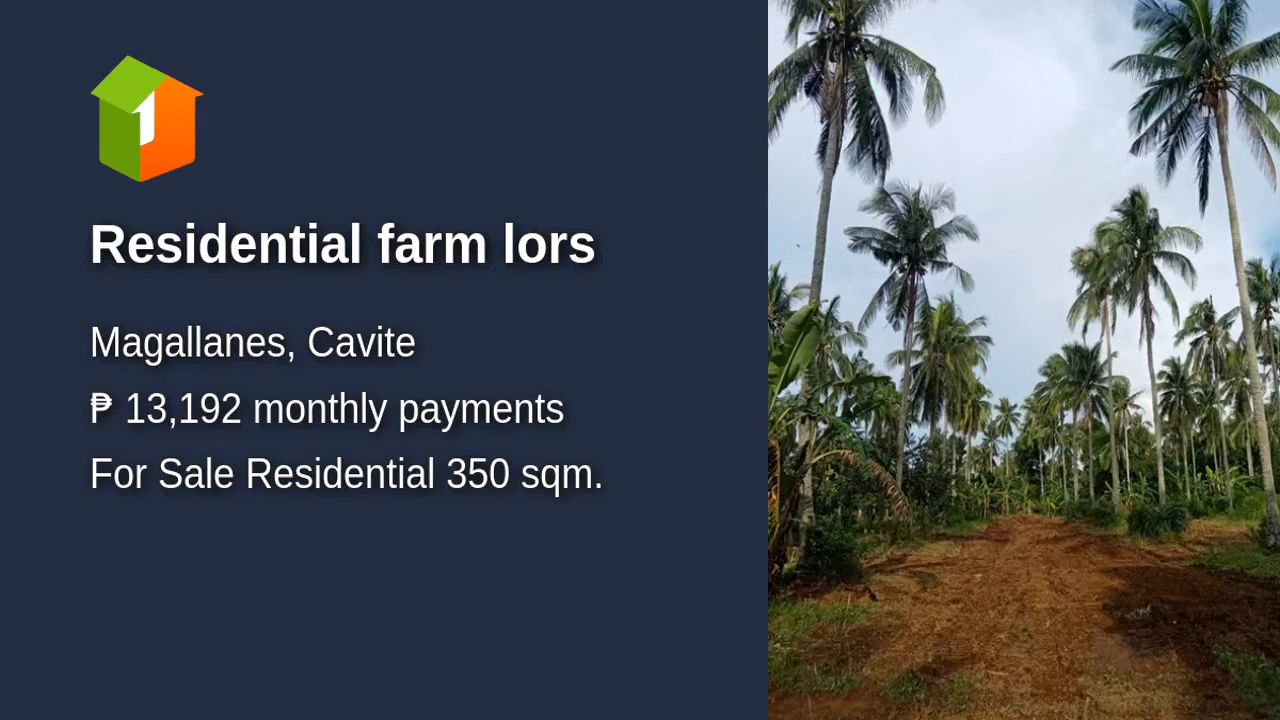 Residential farm lors
Magallanes, Cavite
₱ 13,192 monthly payments
For Sale Residential 350 sqm.